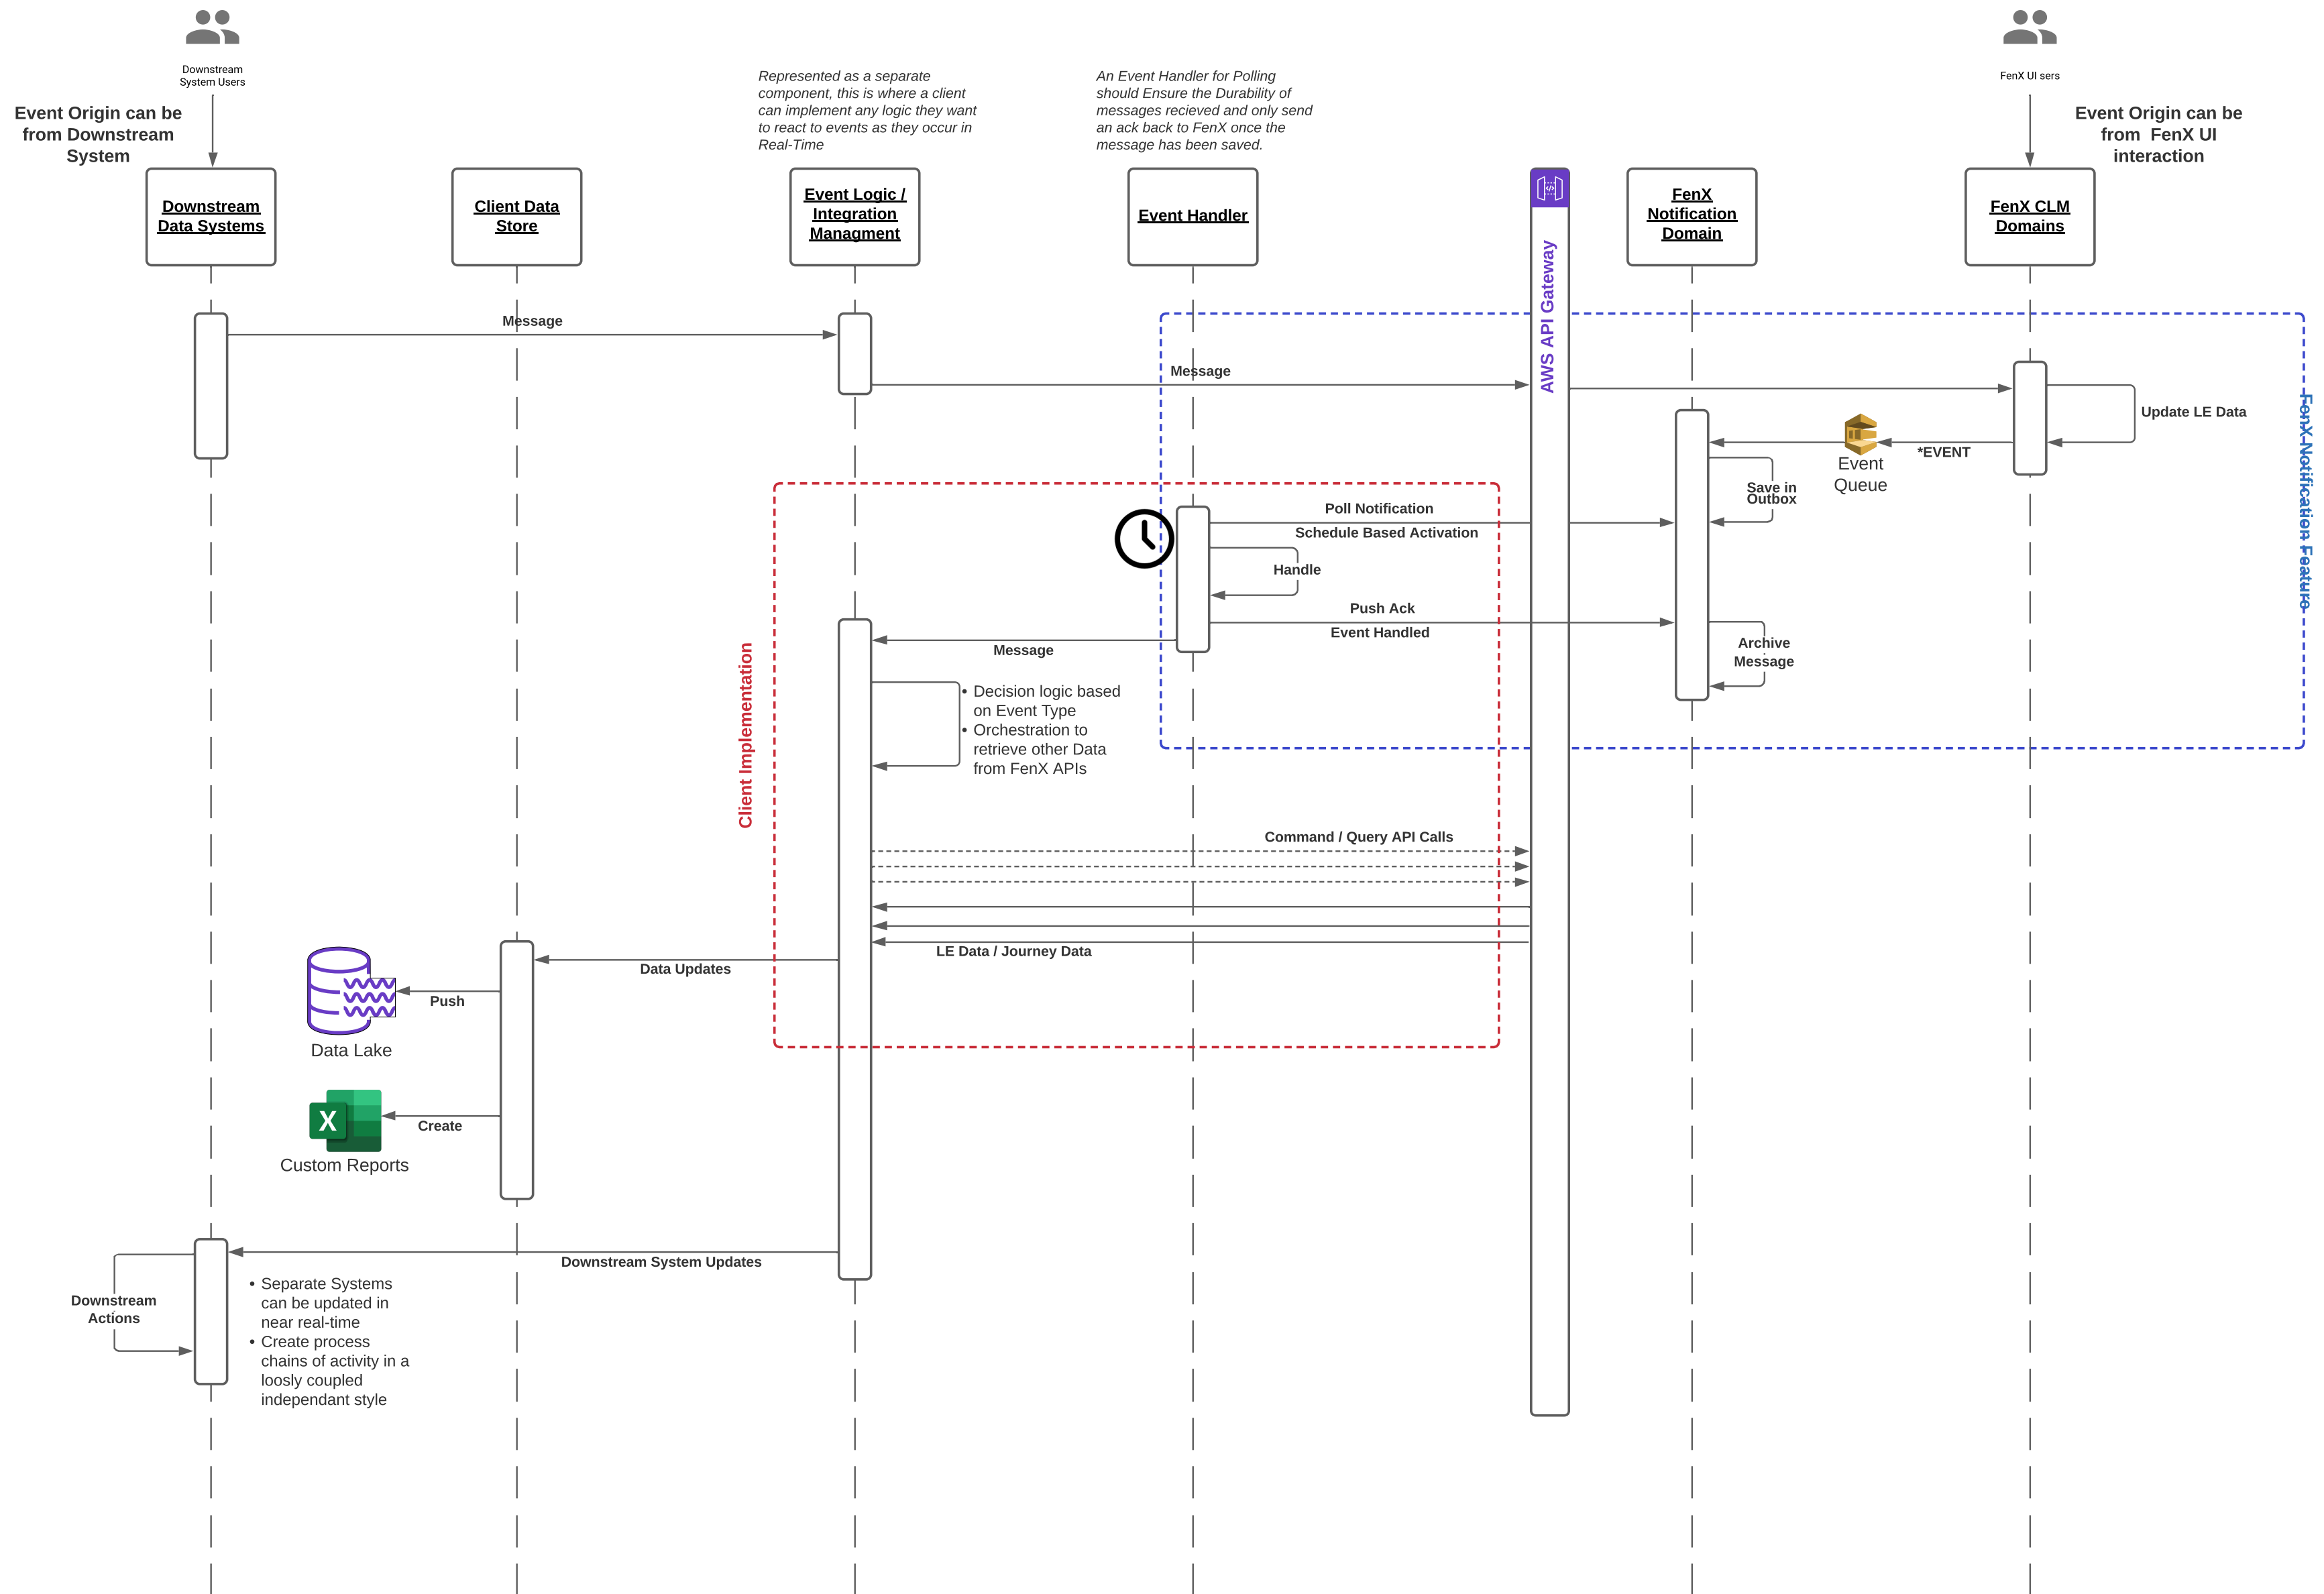 Downstream
System Users
FenX UI sers
Event Origin can be
from Downstream
System
Represented as a separate
component, this is where a client
can implement any logic they want
to react to events as they occur in
Real-Time
An Event Handler for Polling
should Ensure the Durability of
messages recieved and only send
an ack back to FenX once the
message has been saved.
Event Origin can be
from FenX UI
interaction
Downstream
Data Systems
Client Data
Store
Event Logic /
Integration
Managment
Event Handler
AWS API Gateway
FenX
Notification
Domain
FenX CLM
Domains
Message
Message
Update LE Data
*EVENT
Event
Queue
Save in
Outbox
FenX Notification Feature
Poll Notification
Schedule Based Activation
Handle
Push Ack
Event Handled
Archive
Message
Message
Client Implementation
• Decision logic based
on Event Type
• Orchestration to
retrieve other Data
from FenX APIs
Command / Query API Calls
LE Data / Journey Data
Data Updates
Push
Data Lake
Create
X
Custom Reports
Downstream System Updates
Downstream
Actions
• Separate Systems
can be updated in
near real-time
• Create process
chains of activity in a
loosly coupled
independant style